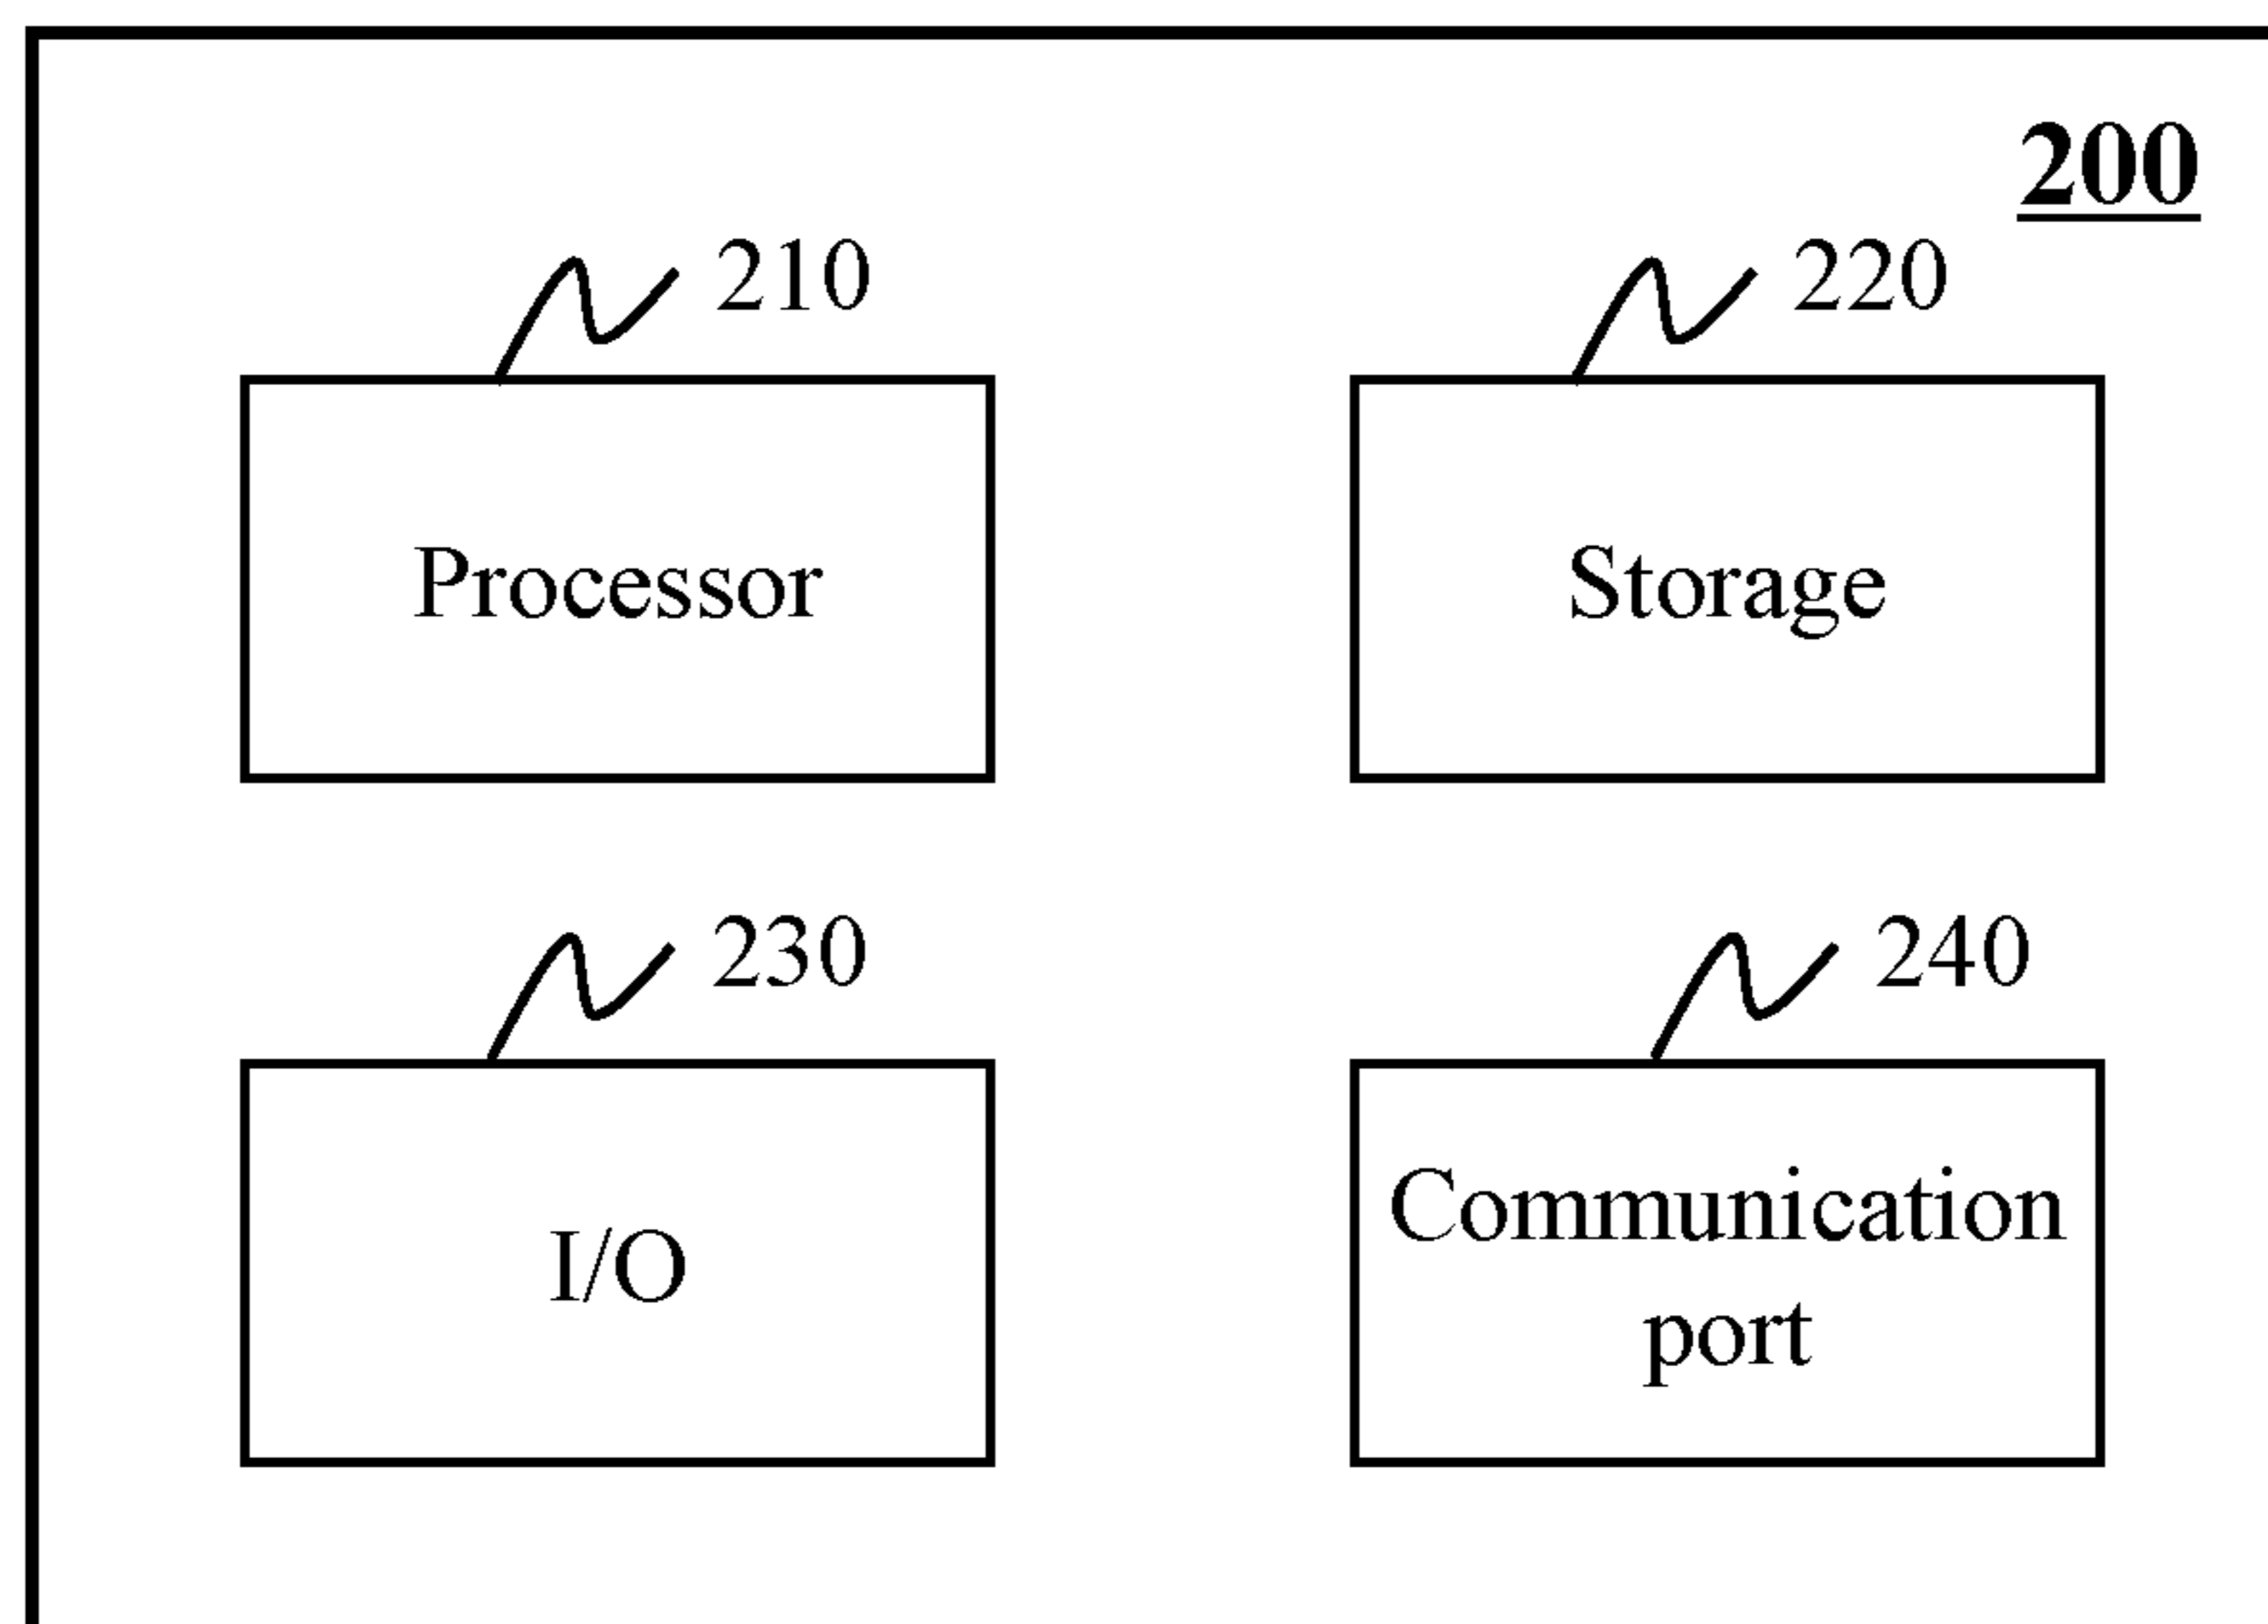 200
210
220
Processor
Storage
230
240
I/O
Communication
port